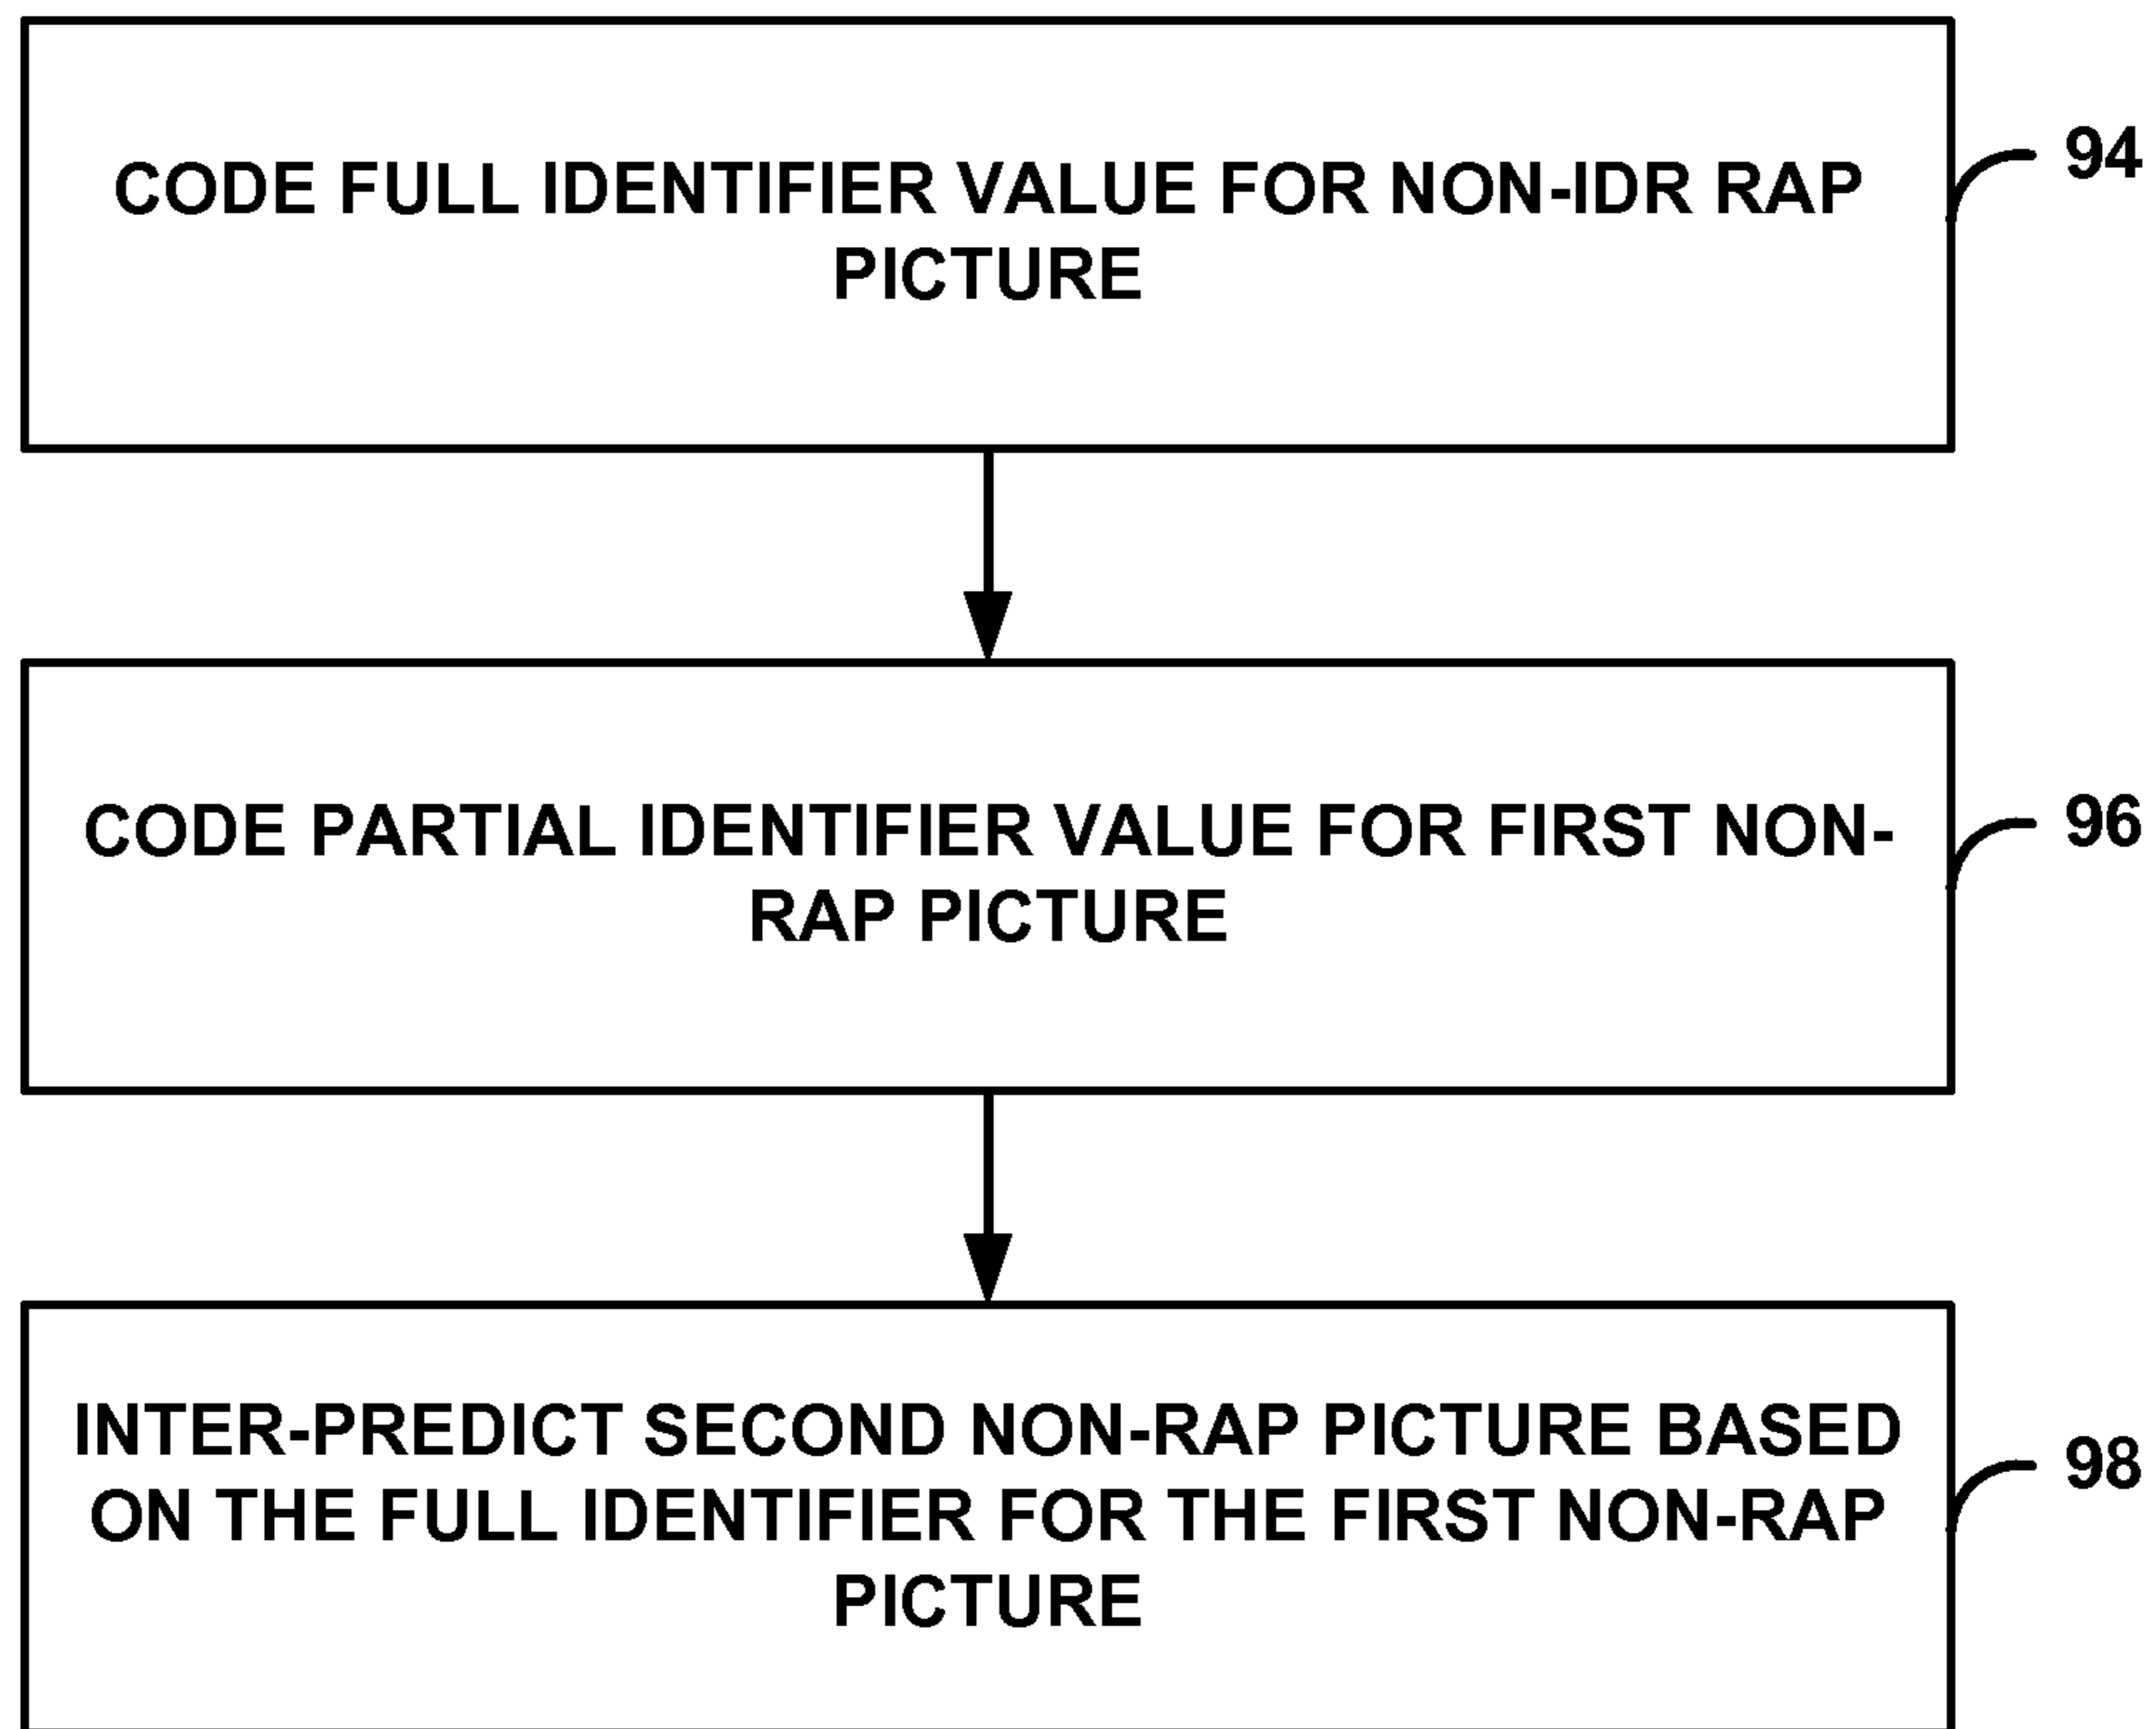 CODE FULL IDENTIFIER VALUE FOR NON-IDR RAP
PICTURE
94
CODE PARTIAL IDENTIFIER VALUE FOR FIRST NON-
RAP PICTURE
96
INTER-PREDICT SECOND NON-RAP PICTURE BASED
ON THE FULL IDENTIFIER FOR THE FIRST NON-RAP
PICTURE
98